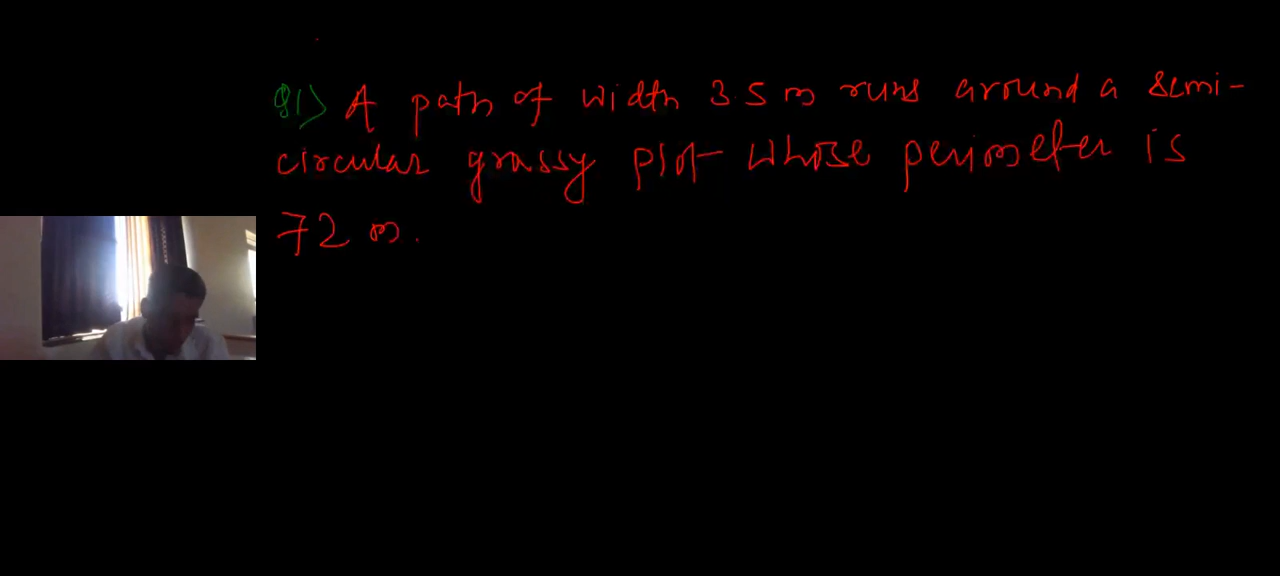 Q1) A path of width 3.5 m runs around a semi-
circular grassy plot whose perimeter is
72 m.